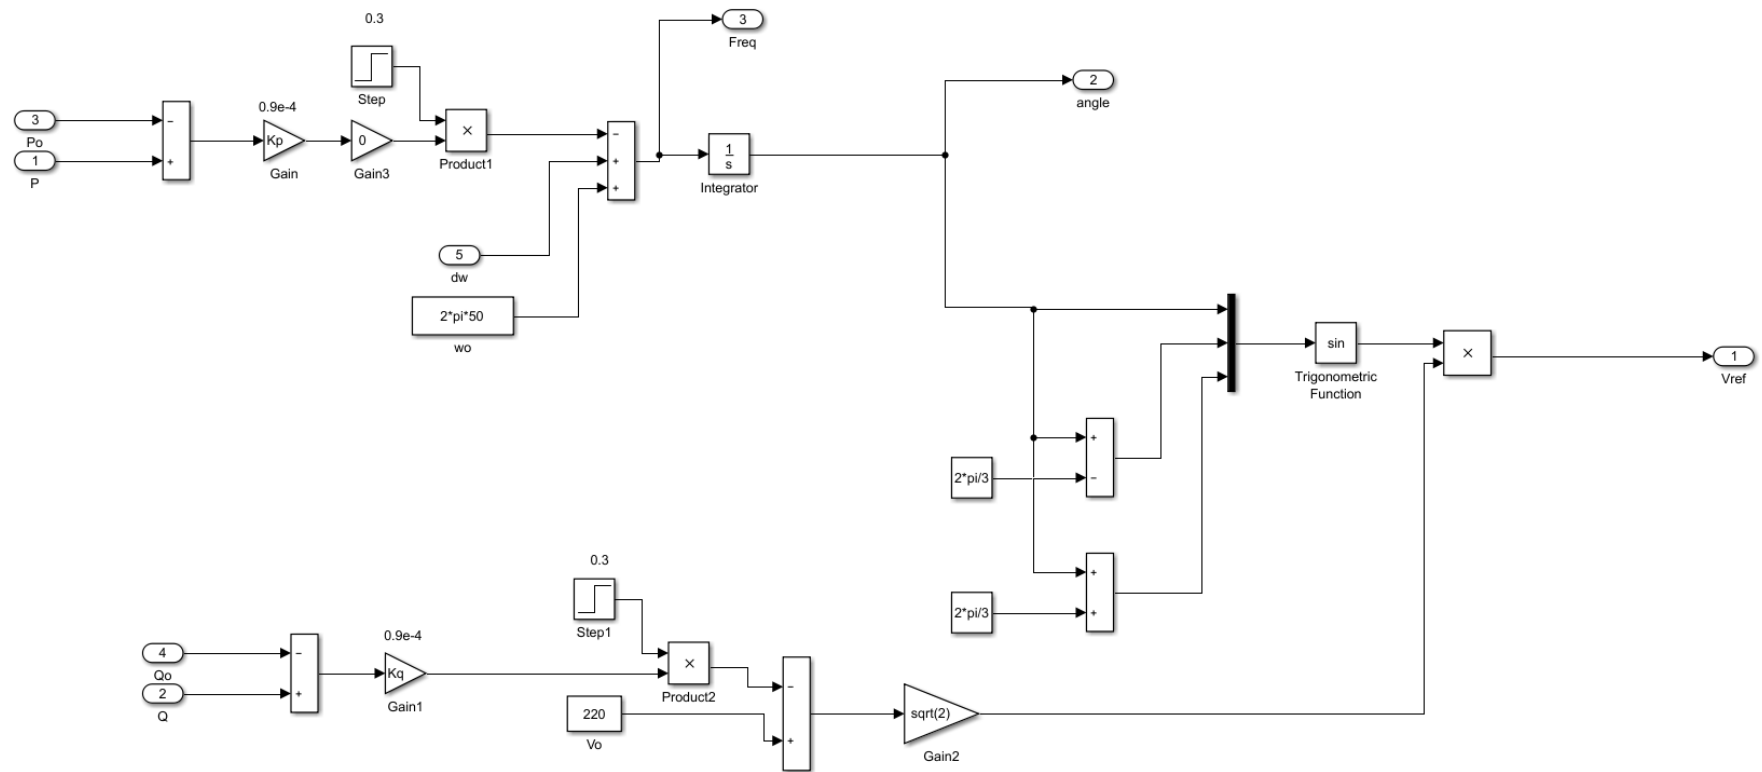 0.3
3
Freq
Step
2
angle
0.9e-4
3
Po
−
Kp
0
×
−
1
P
+
Gain
Gain3
Product1
+
+
1
s
Integrator
5
dw
2*pi*50
wo
sin
Trigonometric
Function
×
1
Vref
+
2*pi/3
−
0.3
Step1
+
2*pi/3
+
0.9e-4
4
Qo
−
Kq
×
Product2
−
2
Q
+
Gain1
220
Vo
+
sqrt(2)
Gain2